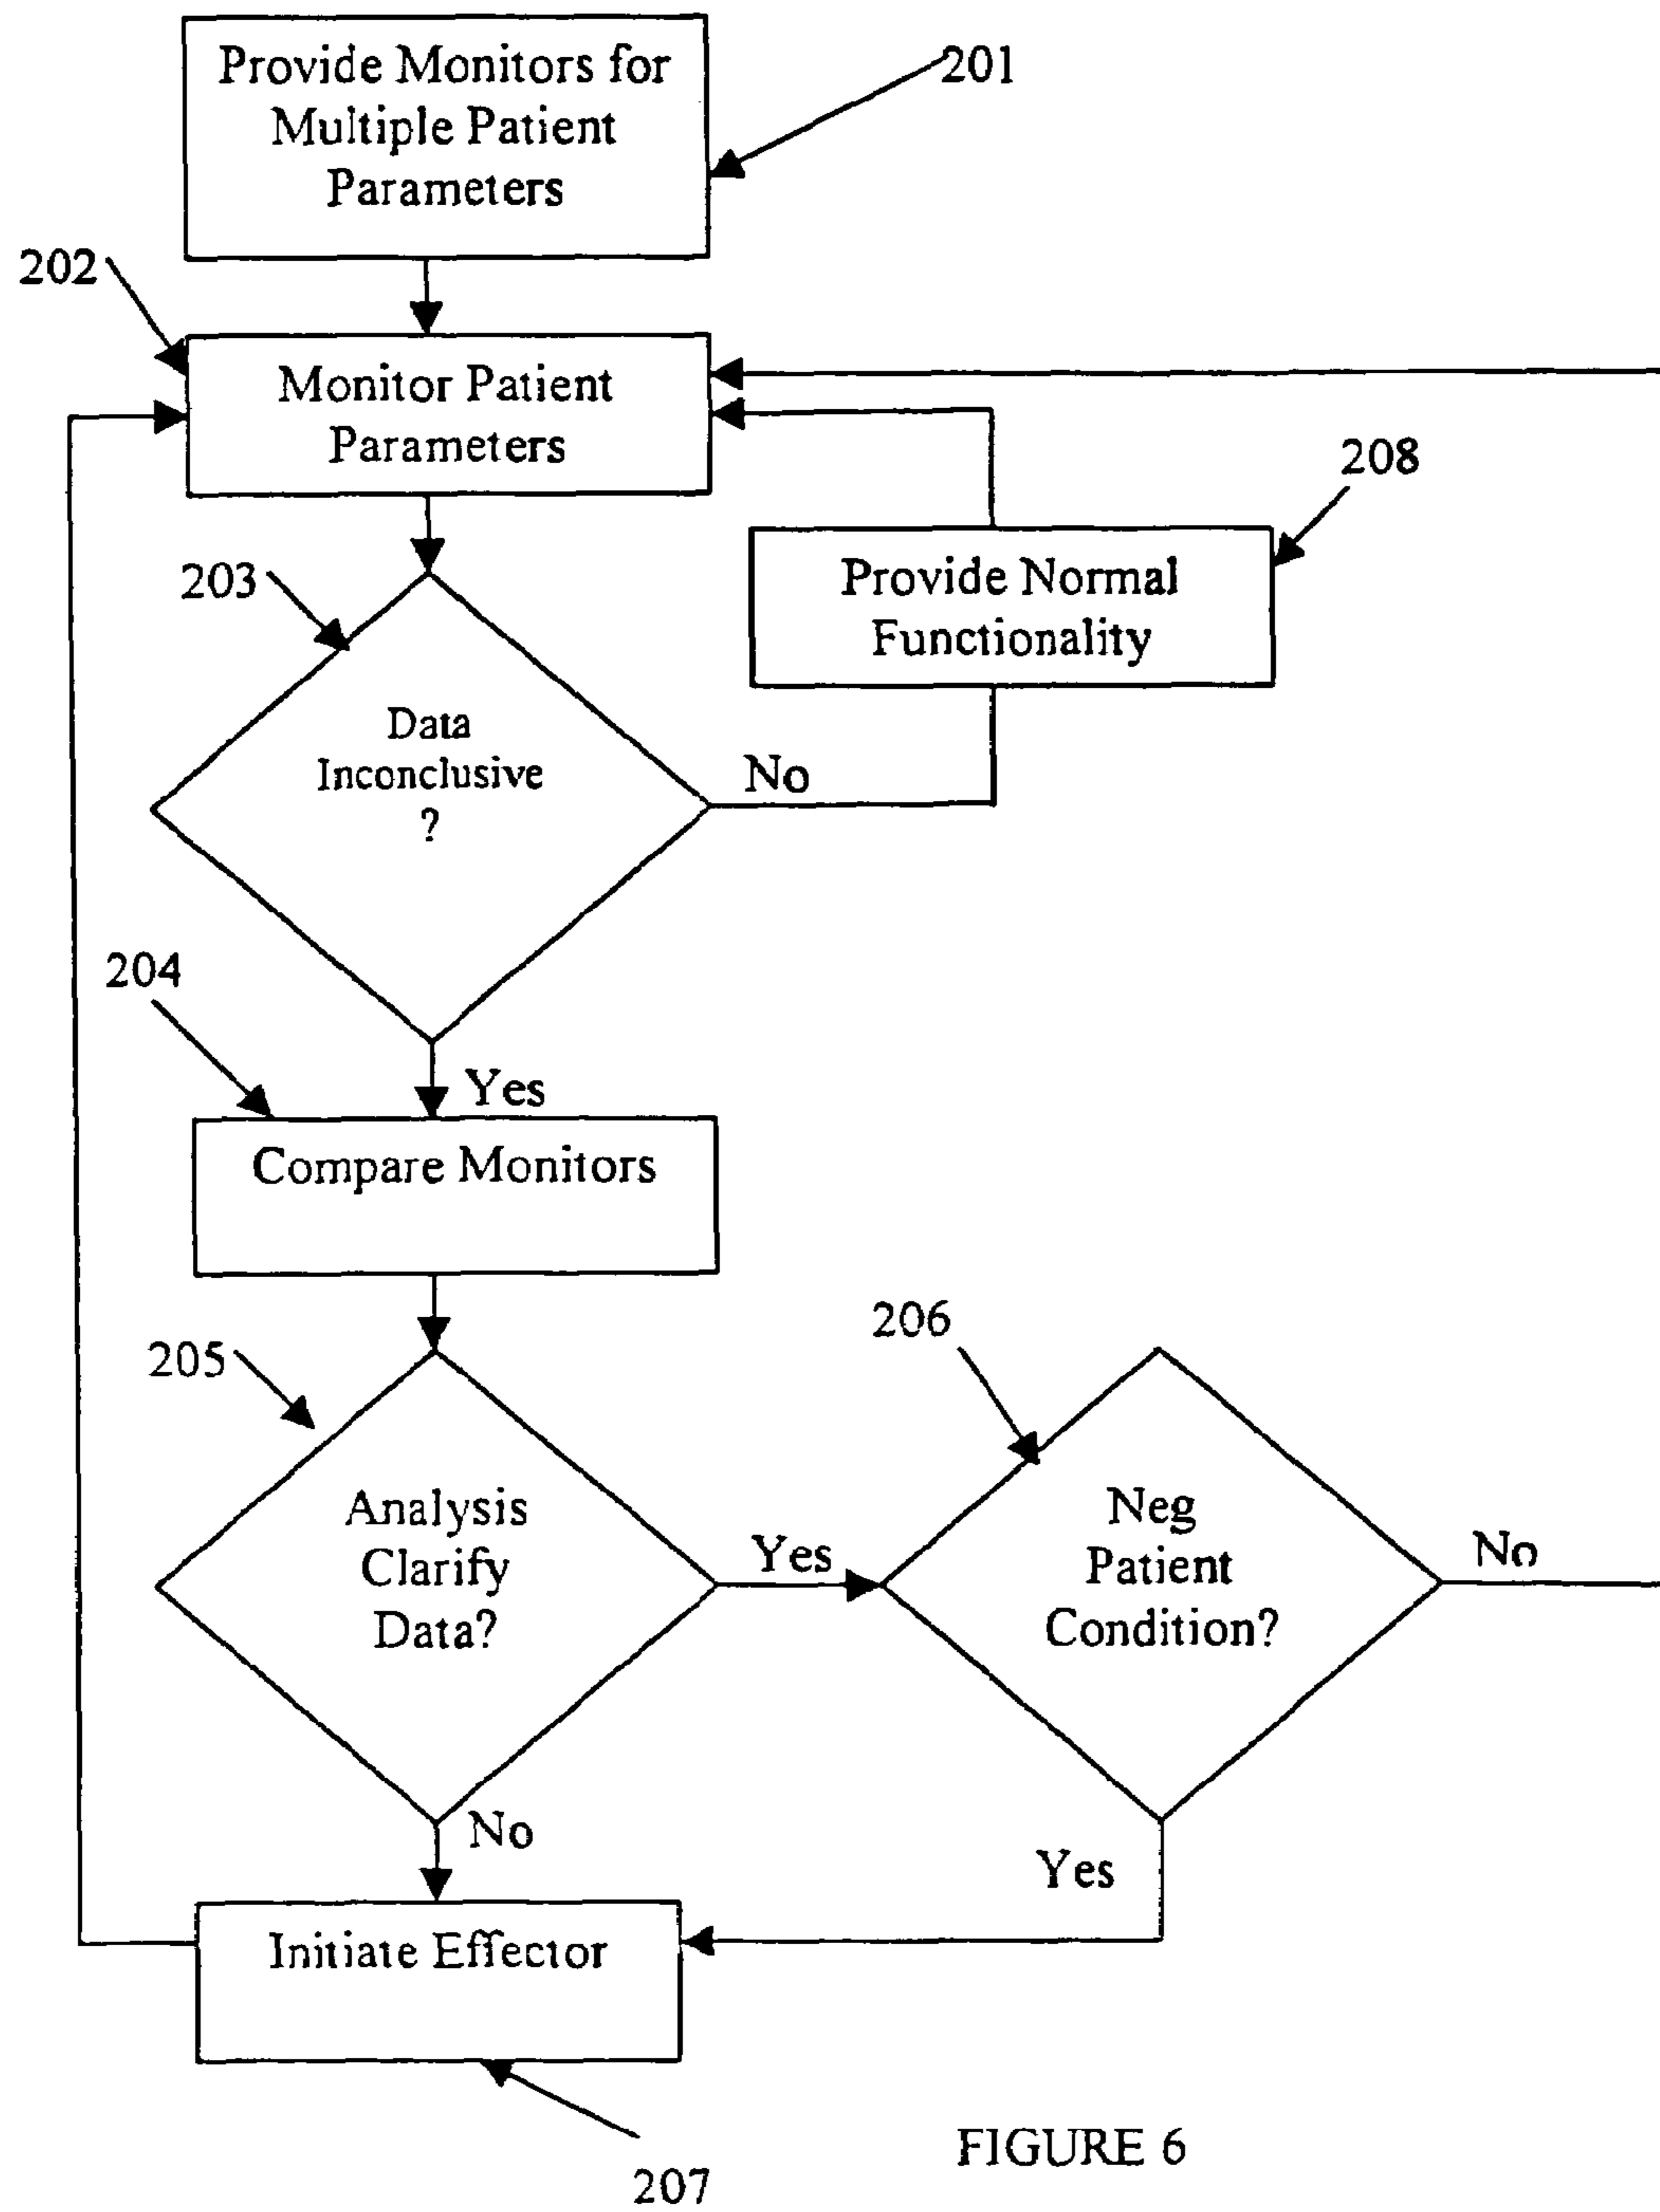 Provide Monitors for
Multiple Patient
Parameters
201
202
Monitor Patient
Parameters
208
Provide Normal
Functionality
203
Data
Inconclusive
?
No
204
Yes
Compare Monitors
206
205
Analysis
Clarify
Data?
Yes
Neg
Patient
Condition?
No
No
Yes
Initiate Effector
FIGURE 6
207